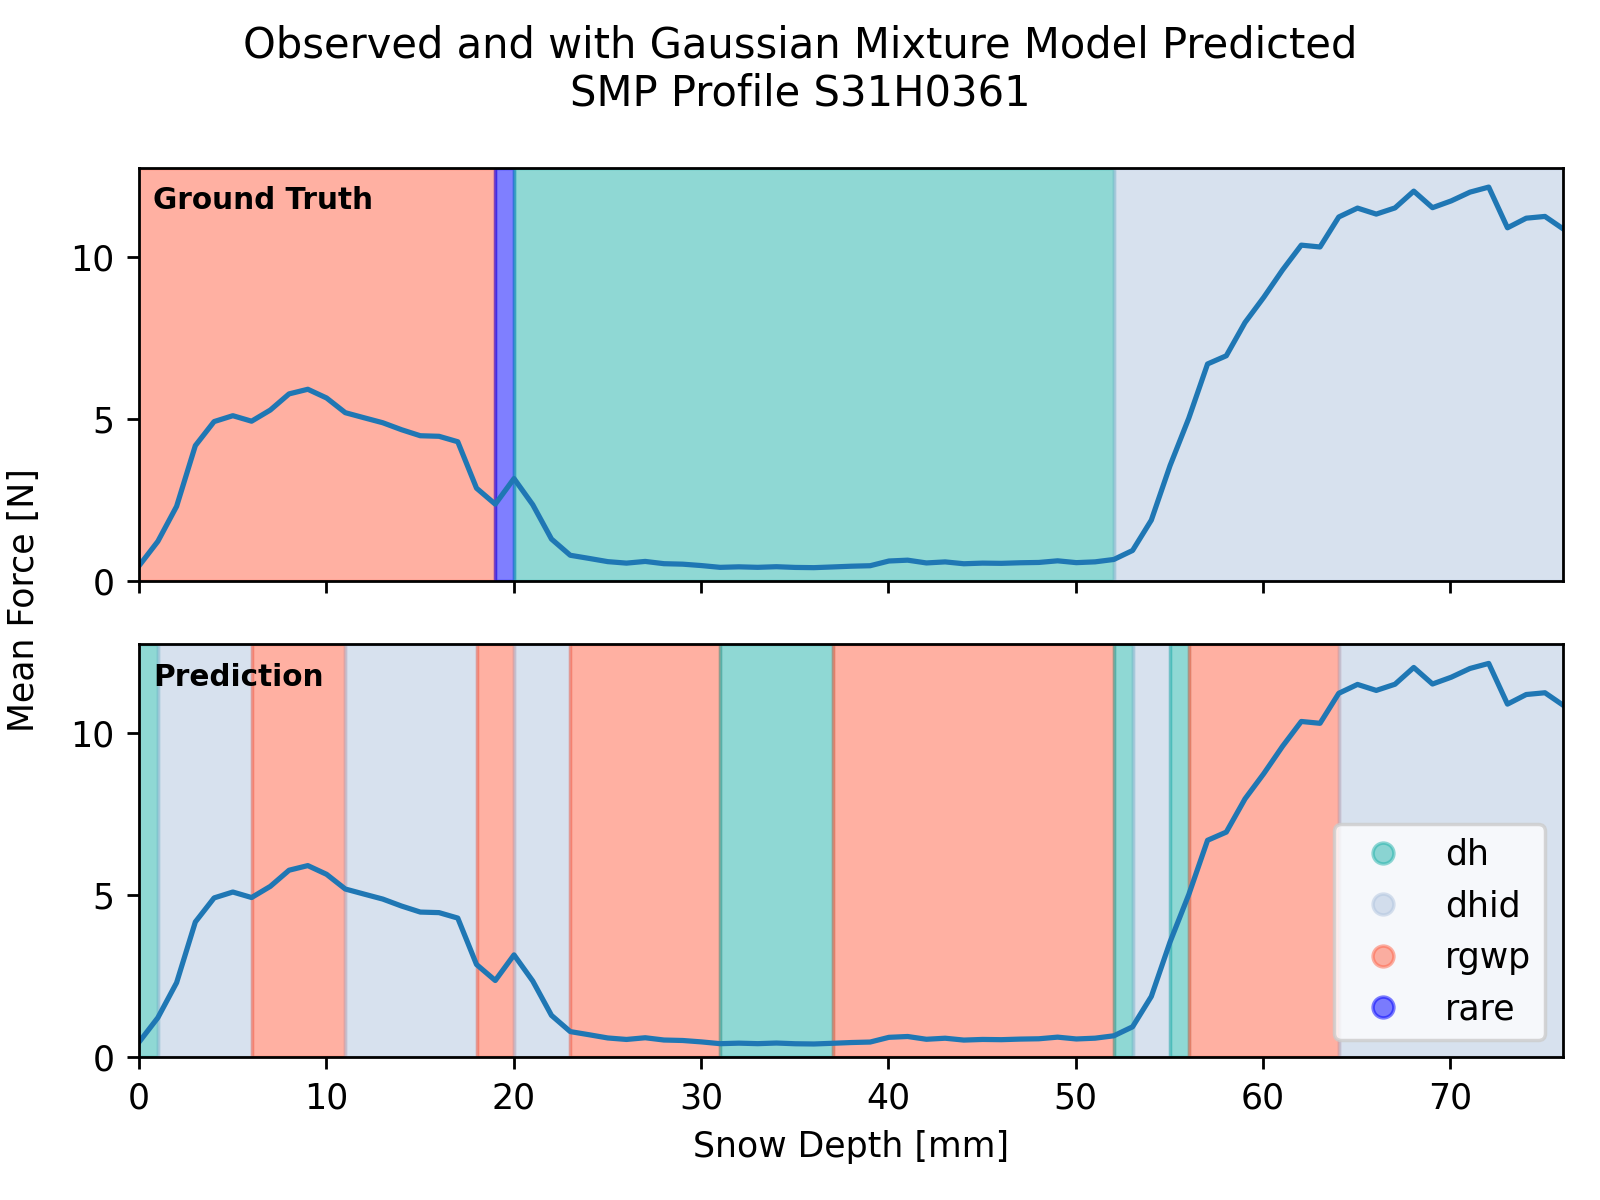 Observed and with Gaussian Mixture Model Predicted
SMP Profile S31H0361
Ground Truth
10
5
0
Mean Force [N]
Prediction
10
5
0
dh
dhid
rgwp
rare
0 10 20 30 40 50 60 70
Snow Depth [mm]